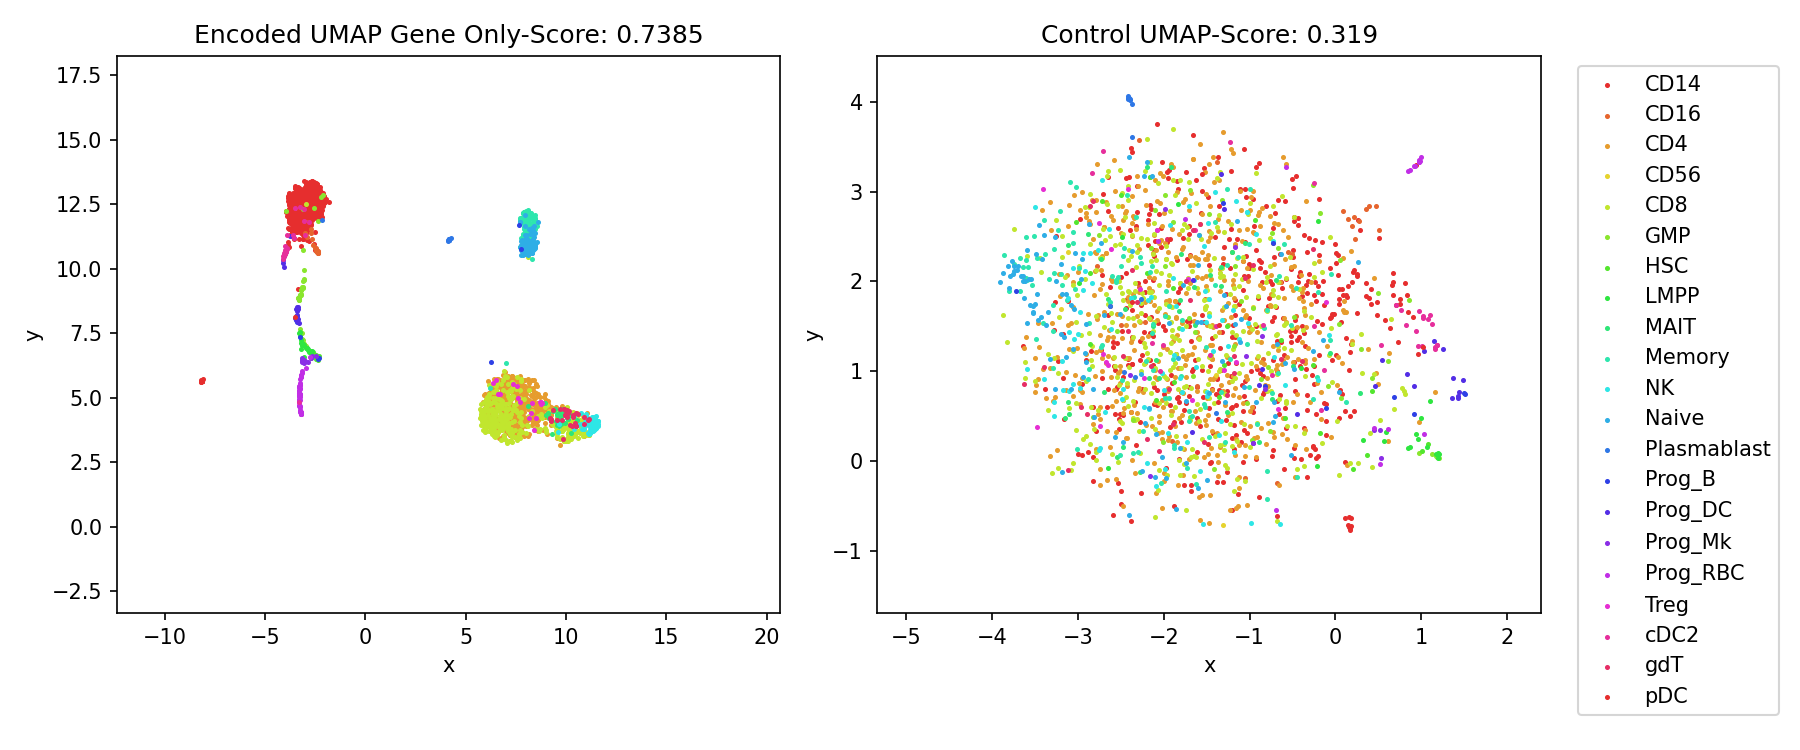 Encoded UMAP Gene Only-Score: 0.7385
17.5
15.0
12.5
10.0
7.5
5.0
2.5
0.0
−2.5
y
−10
−5
0
5
10
15
20
x
Control UMAP-Score: 0.319
4
3
2
1
0
−1
y
−5
−4
−3
−2
−1
0
1
2
x
CD14
CD16
CD4
CD56
CD8
GMP
HSC
LMPP
MAIT
Memory
NK
Naive
Plasmablast
Prog_B
Prog_DC
Prog_Mk
Prog_RBC
Treg
cDC2
gdT
pDC